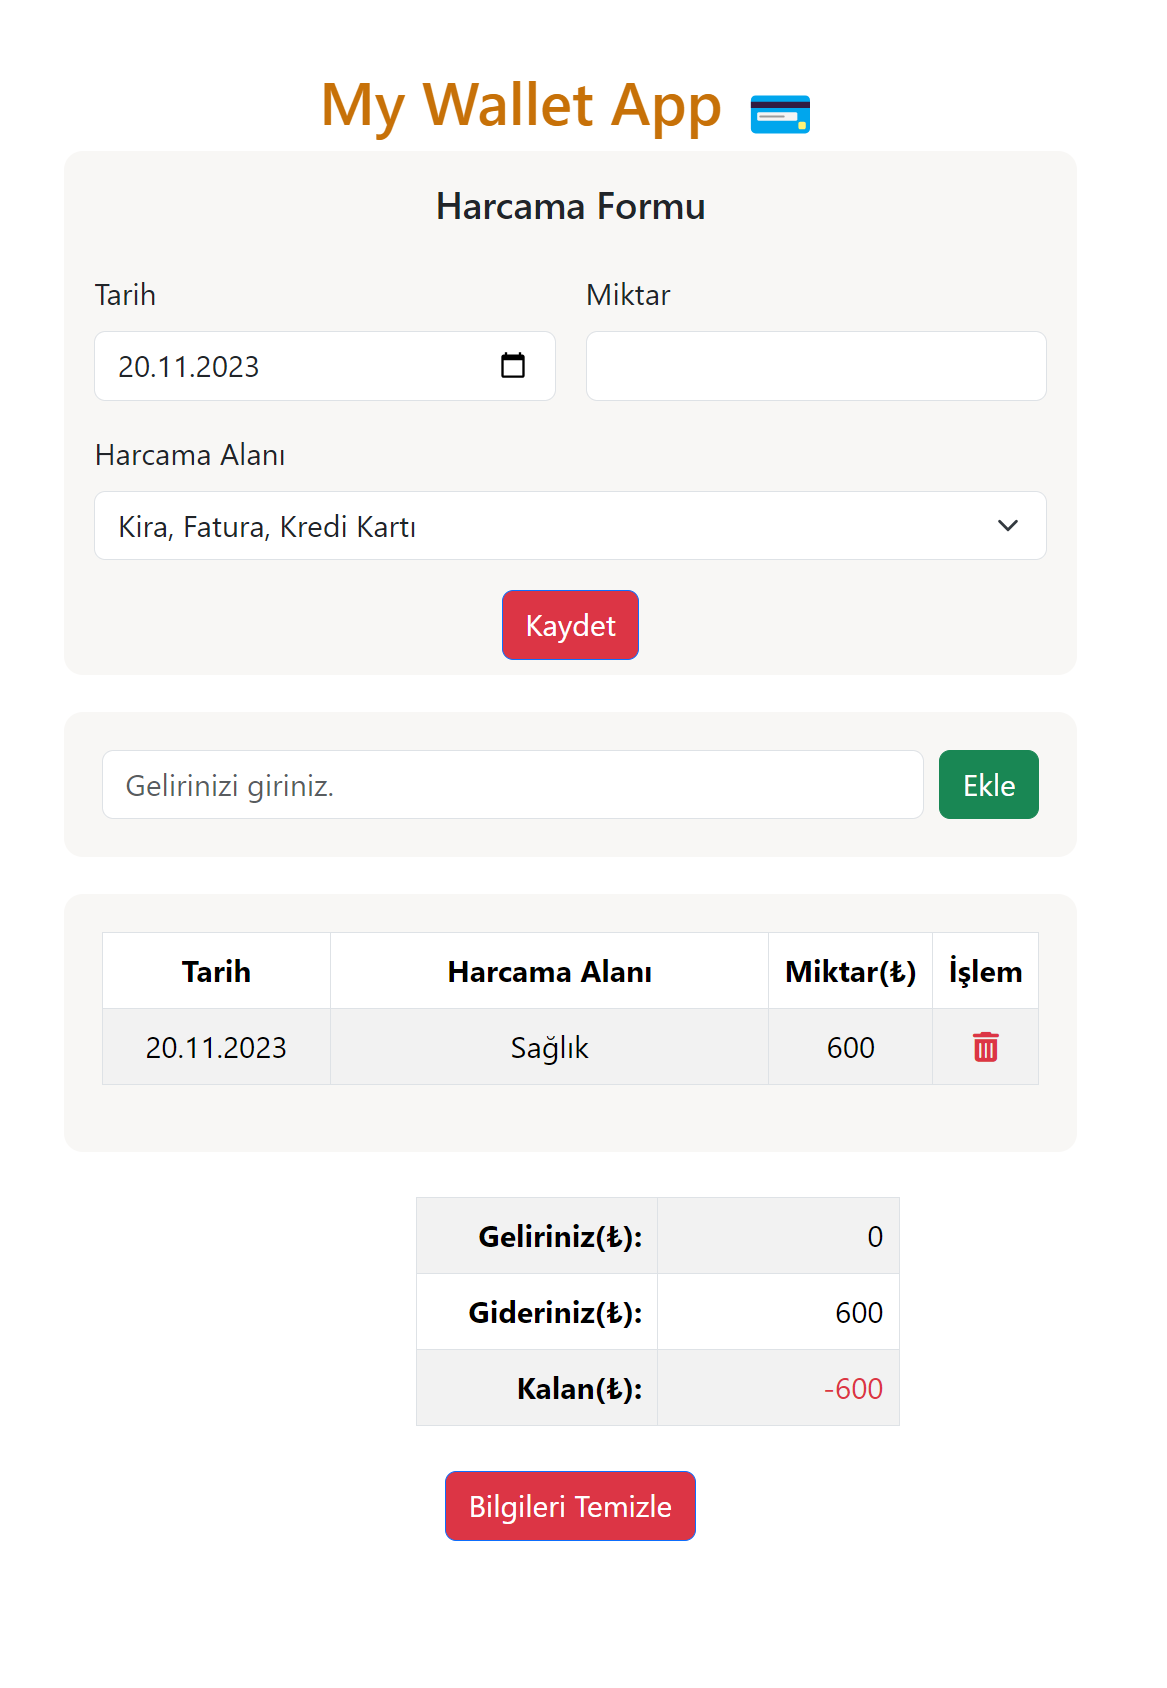 My Wallet App
Harcama Formu
Tarih Miktar
20.11.2023
Harcama Alanı
Kira, Fatura, Kredi Kartı
Kaydet
Gelirinizi giriniz. Ekle
Tarih Harcama Alanı Miktar(₺) İşlem
20.11.2023 Sağlık 600
Geliriniz(₺): 0
Gideriniz(₺): 600
Kalan(₺): -600
Bilgileri Temizle